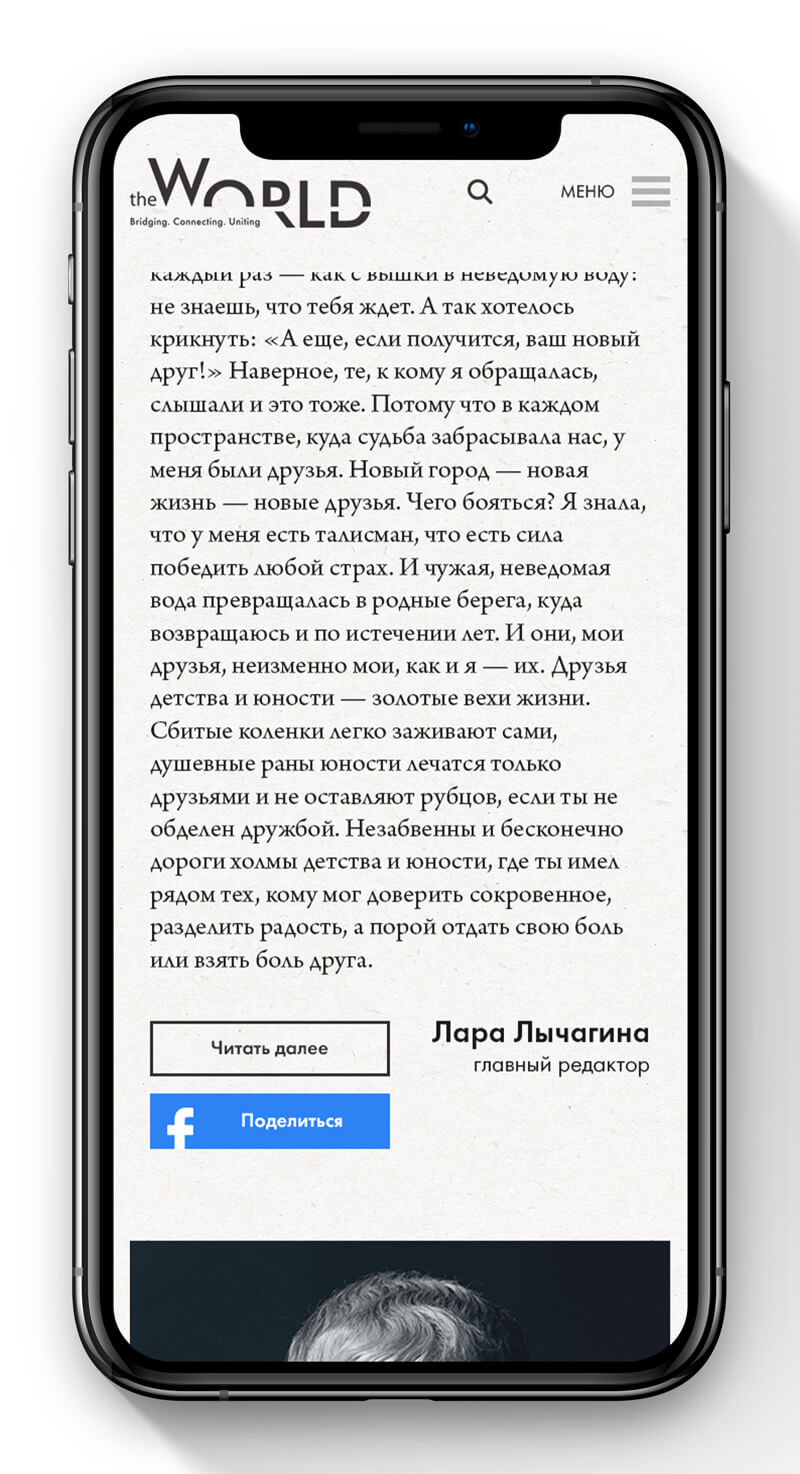 the WORLD
Bridging. Connecting. Uniting
МЕНЮ
каждый раз — как с вышки в неведомую воду:
не знаешь, что тебя ждет. А так хотелось
крикнуть: «А еще, если получится, ваш новый
друг!» Наверное, те, к кому я обращалась,
слышали и это тоже. Потому что в каждом
пространстве, куда судьба забрасывала нас, у
меня были друзья. Новый город — новая
жизнь — новые друзья. Чего бояться? Я знала,
что у меня есть талисман, что есть сила
победить любой страх. И чужая, неведомая
вода превращалась в родные берега, куда
возвращаюсь и по истечении лет. И они, мои
друзья, неизменно мои, как и я — их. Друзья
детства и юности — золотые вехи жизни.
Сбитые коленки легко заживают сами,
душевные раны юности лечатся только
друзьями и не оставляют рубцов, если ты не
обделен дружбой. Незабвенны и бесконечно
дороги холмы детства и юности, где ты имел
рядом тех, кому мог доверить сокровенное,
разделить радость, а порой отдать свою боль
или взять боль друга.
Читать далее
Лара Лычагина
главный редактор
f Поделиться